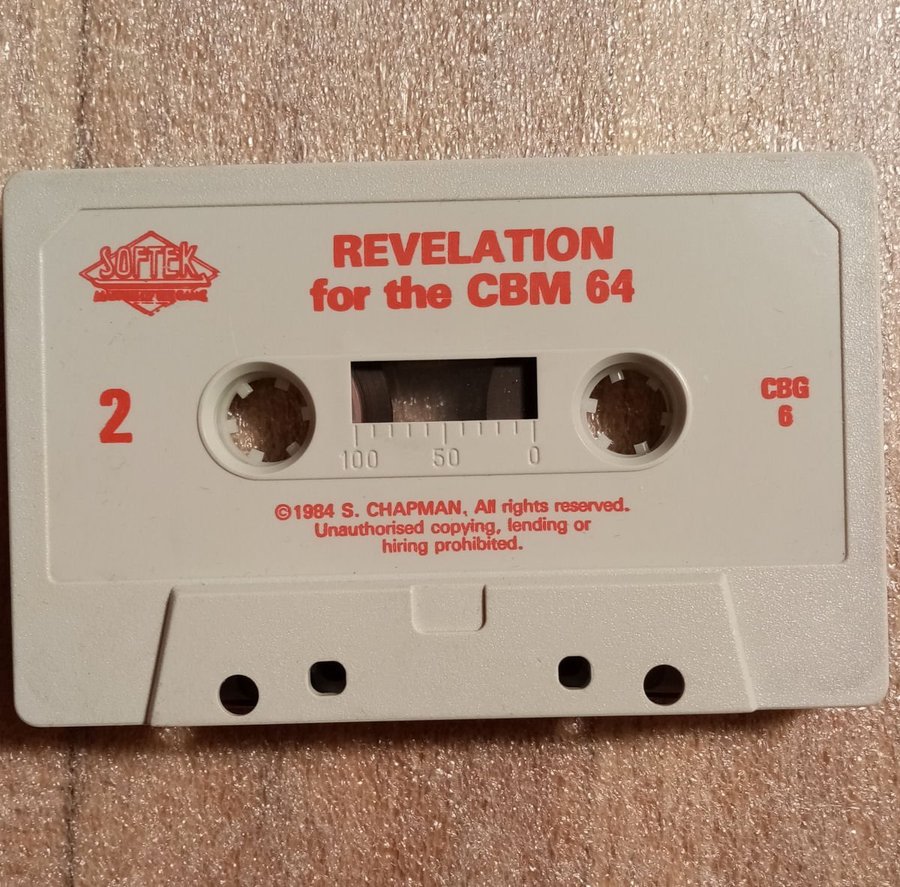 SOFTEK
REVELATION
for the CBM 64
2
CBG
6
100 50 0
©1984 S. CHAPMAN, All rights reserved.
Unauthorised copying, lending or
hiring prohibited.